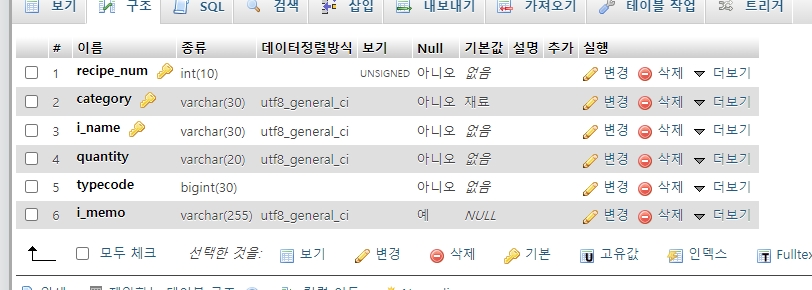 보기 구조 SQL 검색 삽입 내보내기 가져오기 테이블 작업 트리거
# 이름 종류 데이터정렬방식 보기 Null 기본값 설명 추가 실행
1 recipe_num int(10) UNSIGNED 아니오 없음 변경 삭제 더보기
2 category varchar(30) utf8_general_ci 아니오 재료 변경 삭제 더보기
3 i_name varchar(30) utf8_general_ci 아니오 없음 변경 삭제 더보기
4 quantity varchar(20) utf8_general_ci 아니오 없음 변경 삭제 더보기
5 typecode bigint(30) 아니오 없음 변경 삭제 더보기
6 i_memo varchar(255) utf8_general_ci 예 NULL 변경 삭제 더보기
모두 체크 선택한 것을: 보기 변경 삭제 기본 고유값 인덱스 Fulltex